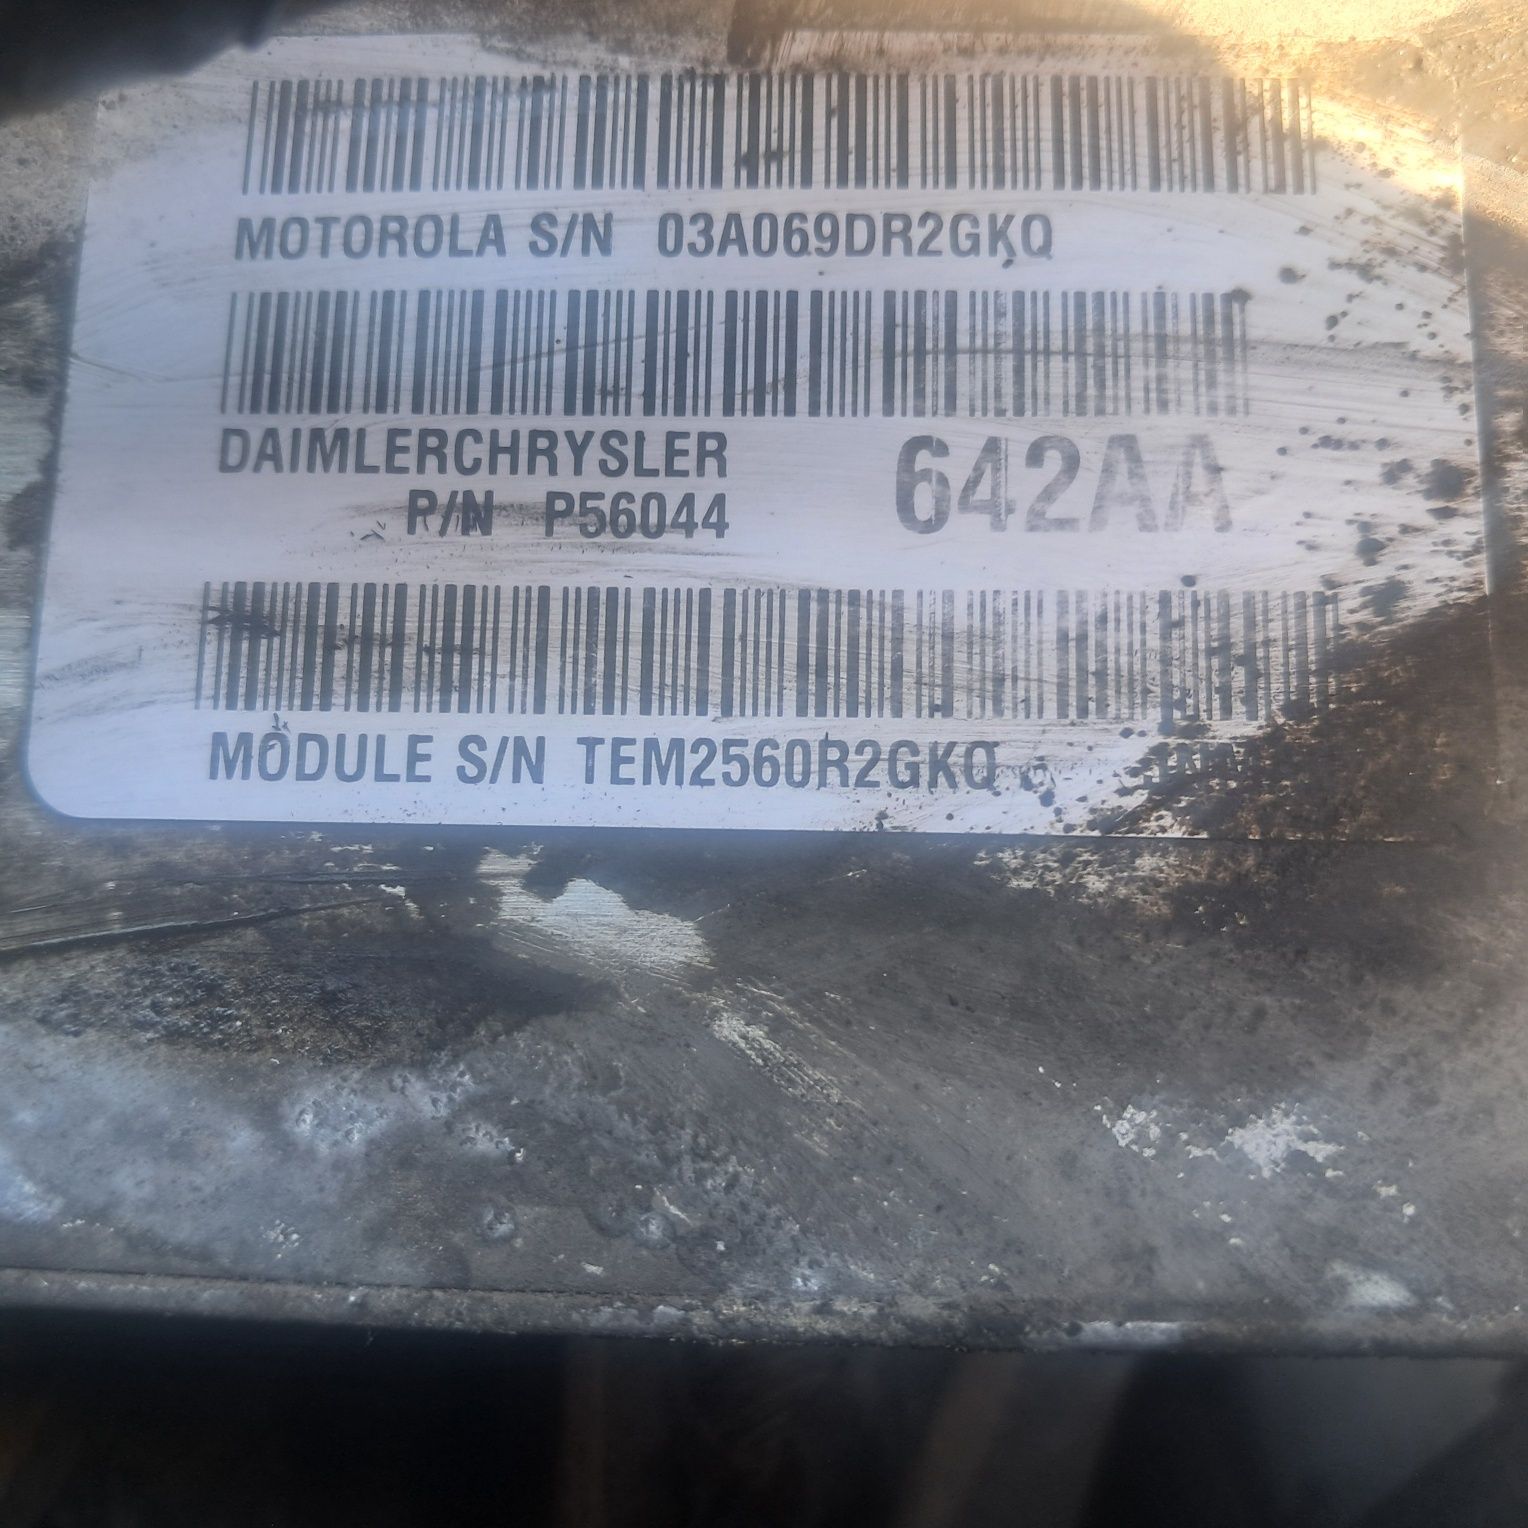 MOTOROLA S/N 03A069DR2GKQ
DAIMLERCHRYSLER 642AA
P/N P56044
MODULE S/N TEM2560R2GKQ